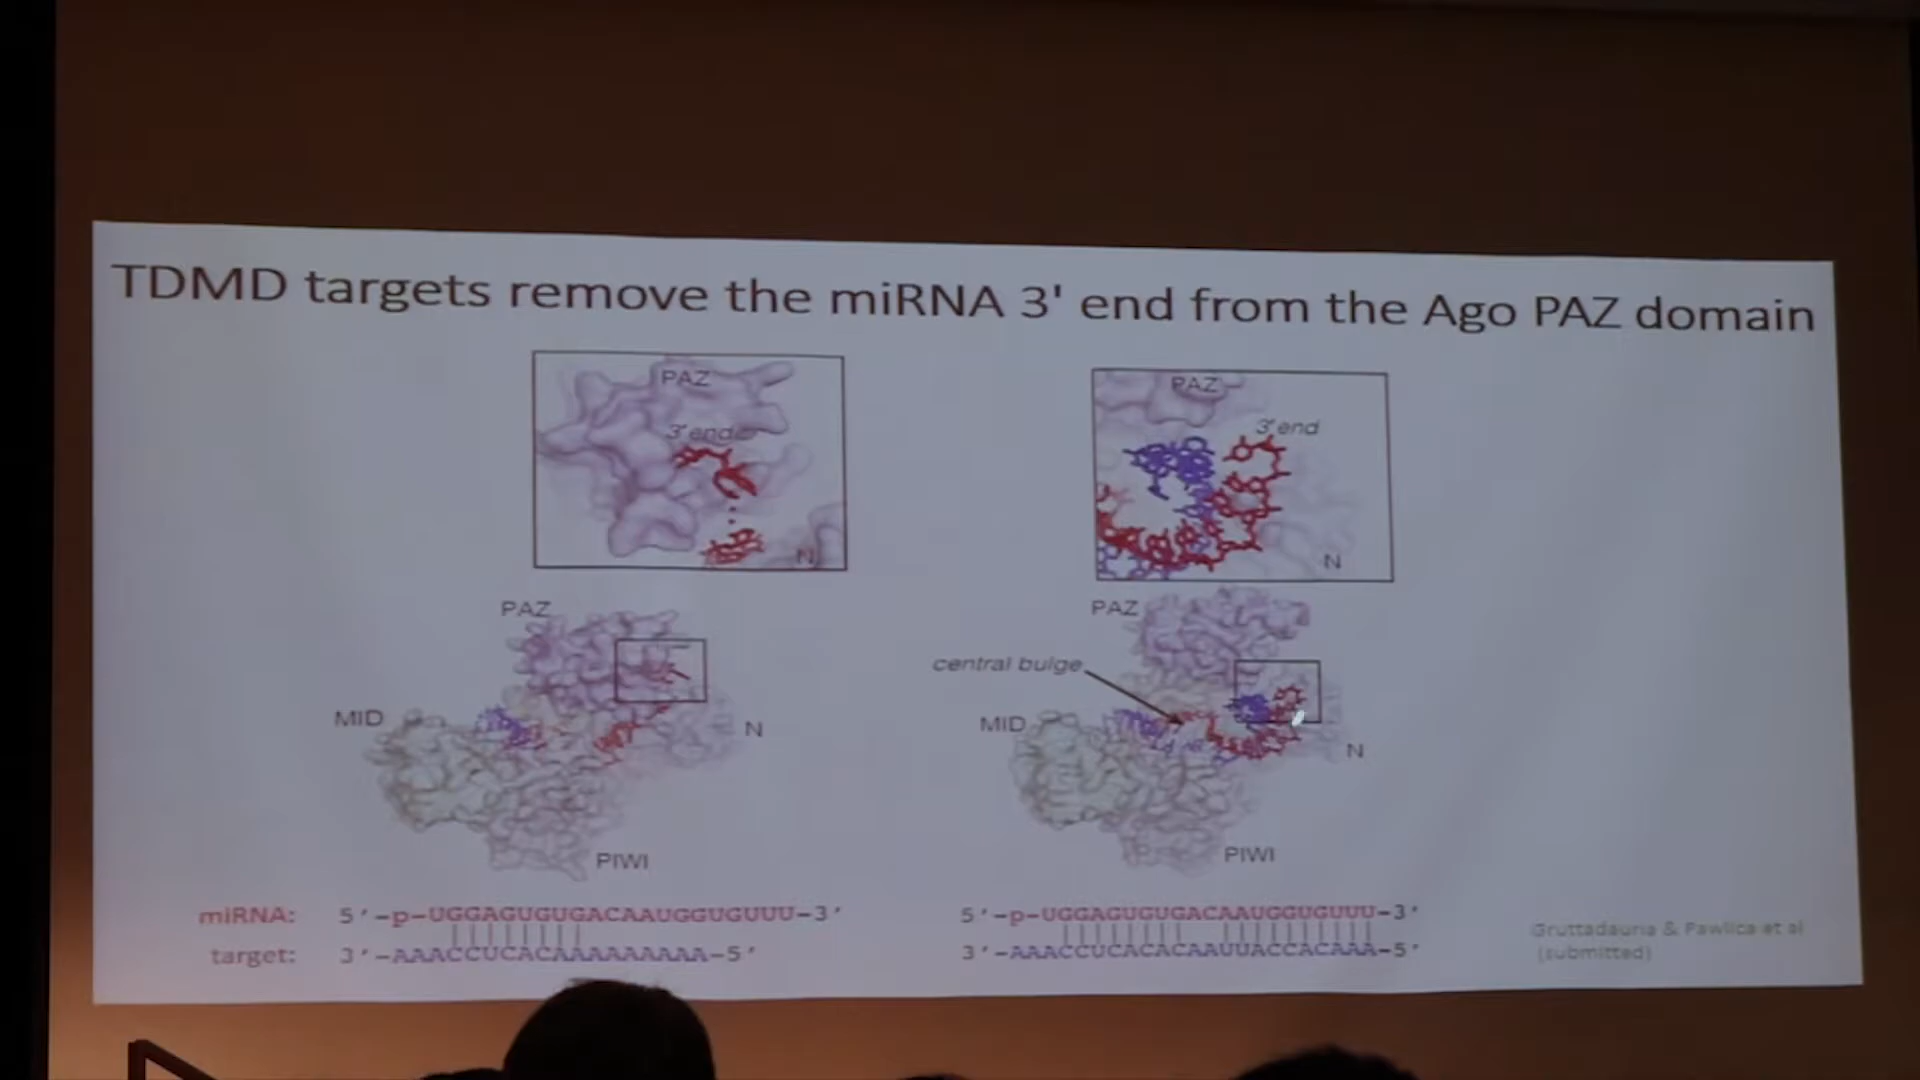 TDMD targets remove the miRNA 3' end from the Ago PAZ domain
PAZ
3'end
N
PAZ
3'end
N
PAZ
MID
N
PIWI
PAZ
central bulge
MID
N
PIWI
miRNA: 5'-p-UGGAGUGUGACAAUGGUGUUU-3'
target: 3'-AAACCUCACAAAAAAAAA-5'
5'-p-UGGAGUGUGACAAUGGUGUUU-3'
3'-AAACCUCACACAAUUACCACAAA-5'
Gruttadauria & Pawlica et al
(submitted)